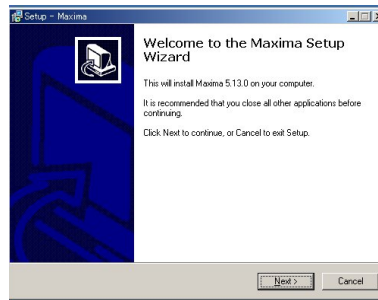 Setup - Maxima
Welcome to the Maxima Setup
Wizard
This will install Maxima 5.13.0 on your computer.
It is recommended that you close all other applications before
continuing.
Click Next to continue, or Cancel to exit Setup.
Next >
Cancel